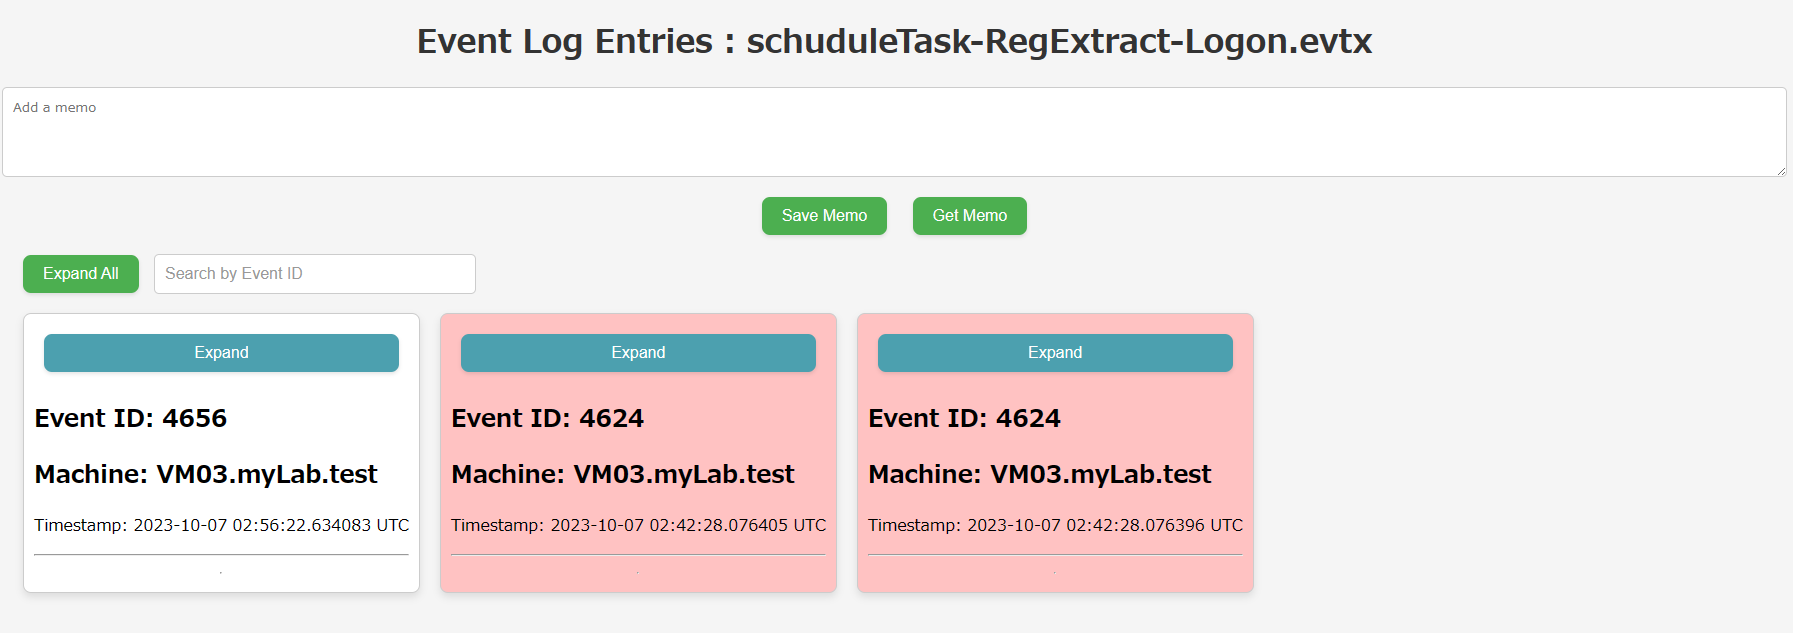 Event Log Entries : schuduleTask-RegExtract-Logon.evtx
Add a memo
Save Memo Get Memo
Expand All Search by Event ID
Expand
Event ID: 4656
Machine: VM03.myLab.test
Timestamp: 2023-10-07 02:56:22.634083 UTC
.
Expand
Event ID: 4624
Machine: VM03.myLab.test
Timestamp: 2023-10-07 02:42:28.076405 UTC
.
Expand
Event ID: 4624
Machine: VM03.myLab.test
Timestamp: 2023-10-07 02:42:28.076396 UTC
.